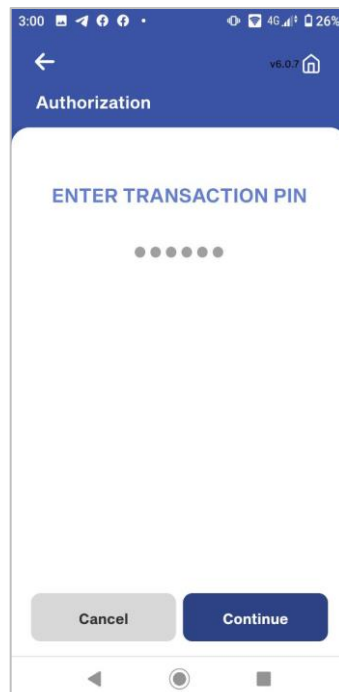 3:00 4G 26%
v6.0.7
Authorization
ENTER TRANSACTION PIN
Cancel Continue